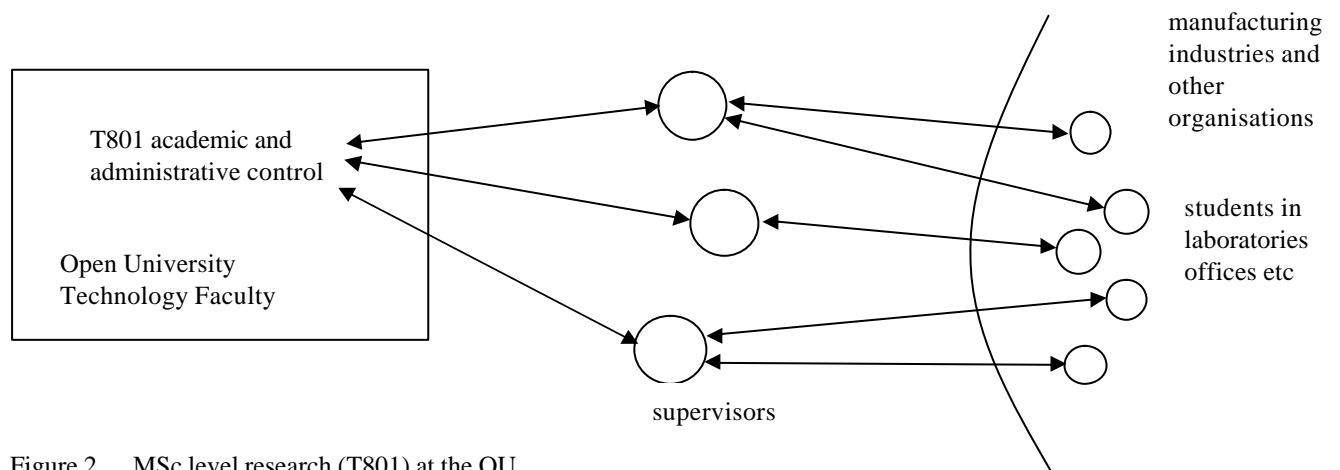 manufacturing
industries and
other
organisations
T801 academic and
administrative control
students in
laboratories
offices etc
Open University
Technology Faculty
supervisors
Figure 2 MSc level research (T801) at the OU